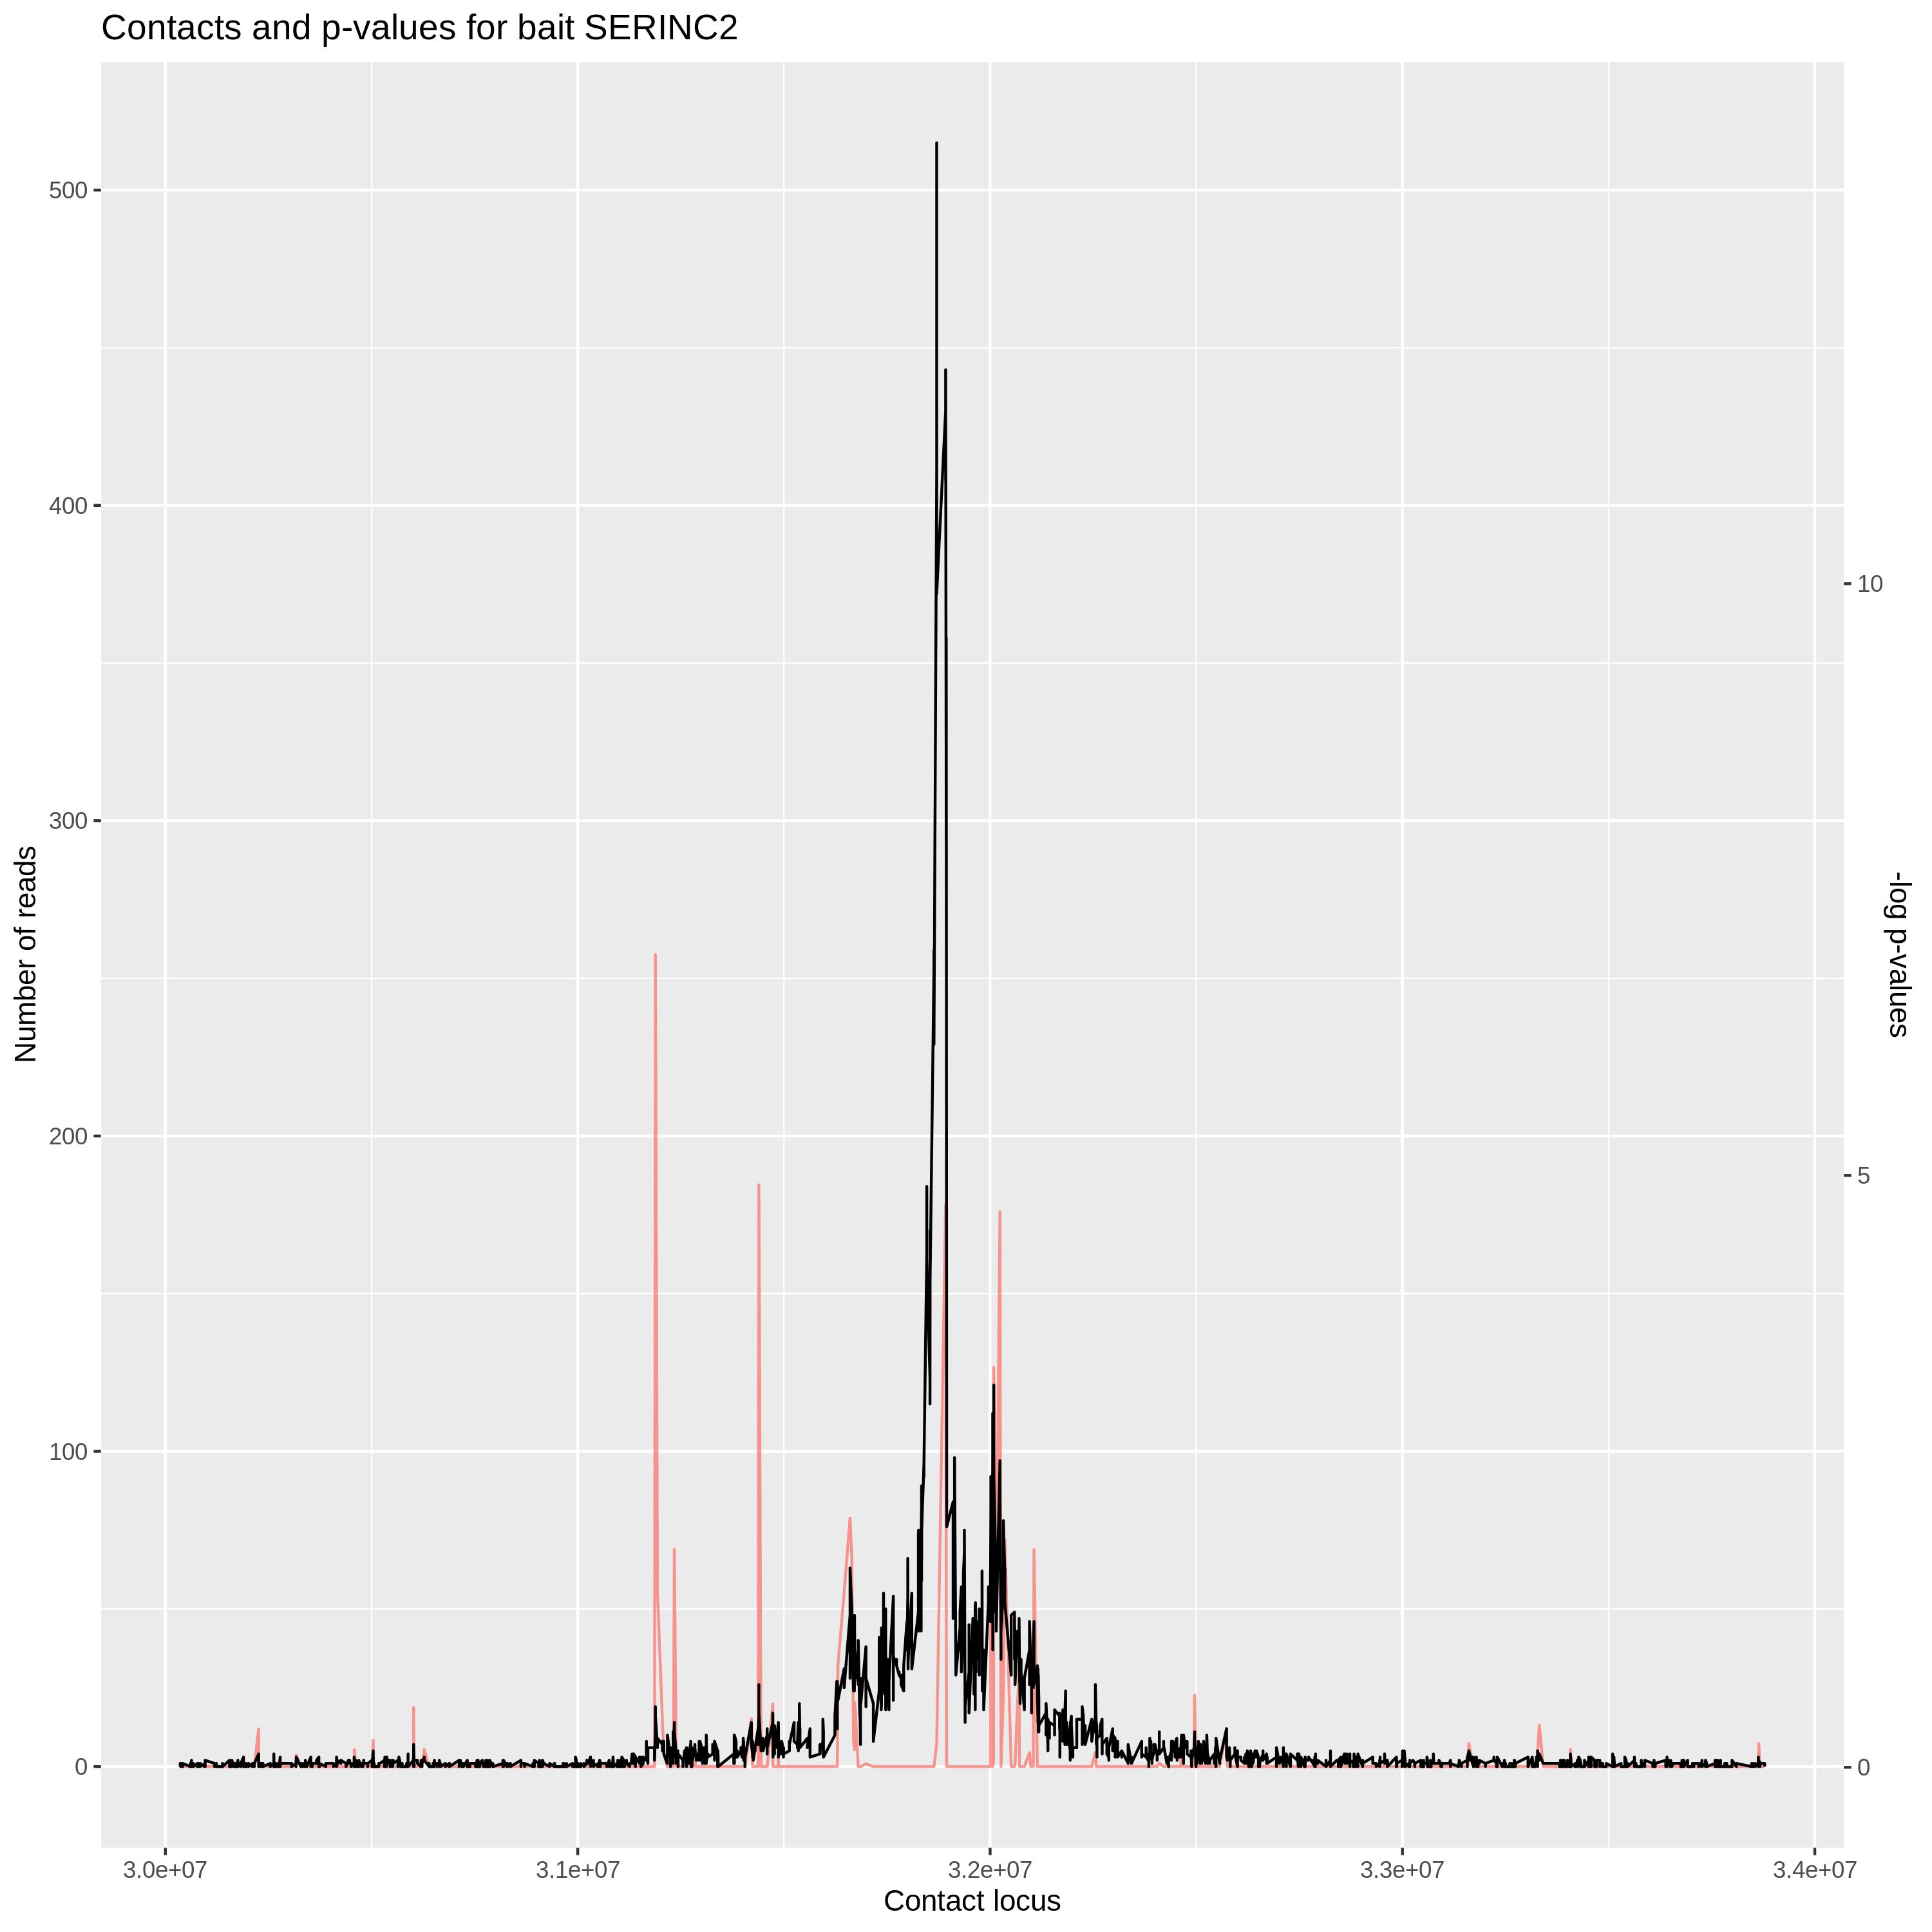 Contacts and p-values for bait SERINC2
500
400
300
200
100
0
Number of reads
10
5
0
-log p-values
3.0e+07
3.1e+07
3.2e+07
3.3e+07
3.4e+07
Contact locus